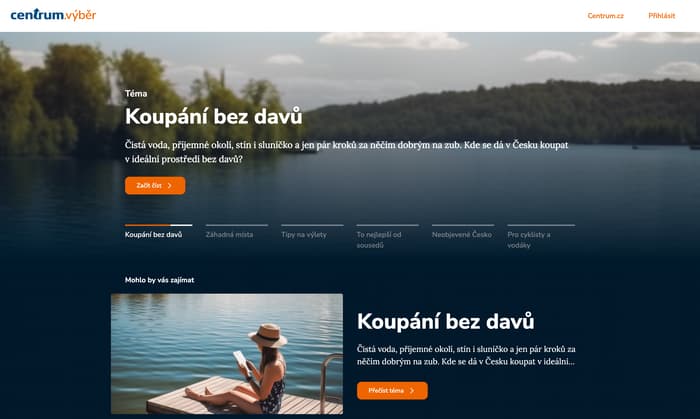 centrum.výběr
Centrum.cz
Přihlásit
Téma
Koupání bez davů
Čistá voda, příjemné okolí, stín i sluníčko a jen pár kroků za něčím dobrým na zub. Kde se dá v Česku koupat
v ideální prostředí bez davů?
Začít číst
Koupání bez davů
Záhadná místa
Tipy na výlety
To nejlepší od
sousedů
Neobjevené Česko
Pro cyklisty a
vodáky
Mohlo by vás zajímat
Koupání bez davů
Čistá voda, příjemné okolí, stín i sluníčko a jen pár kroků za
něčím dobrým na zub. Kde se dá v Česku koupat v ideální...
Přečíst téma